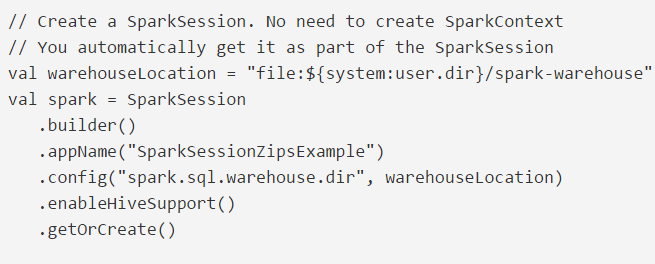 // Create a SparkSession. No need to create SparkContext
// You automatically get it as part of the SparkSession
val warehouseLocation = "file:${system:user.dir}/spark-warehouse"
val spark = SparkSession
   .builder()
   .appName("SparkSessionZipsExample")
   .config("spark.sql.warehouse.dir", warehouseLocation)
   .enableHiveSupport()
   .getOrCreate()